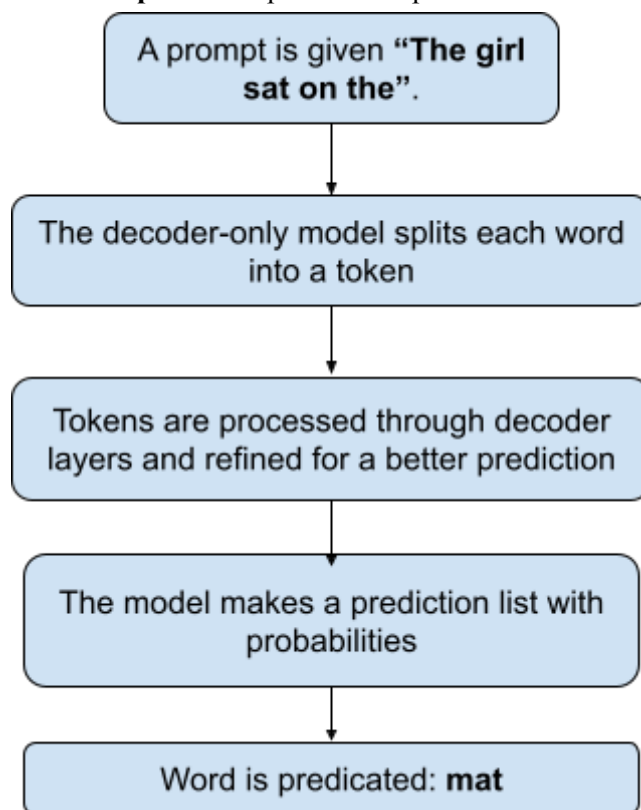 A prompt is given “The girl
sat on the”.
The decoder-only model splits each word
into a token
Tokens are processed through decoder
layers and refined for a better prediction
The model makes a prediction list with
probabilities
Word is predicated: mat